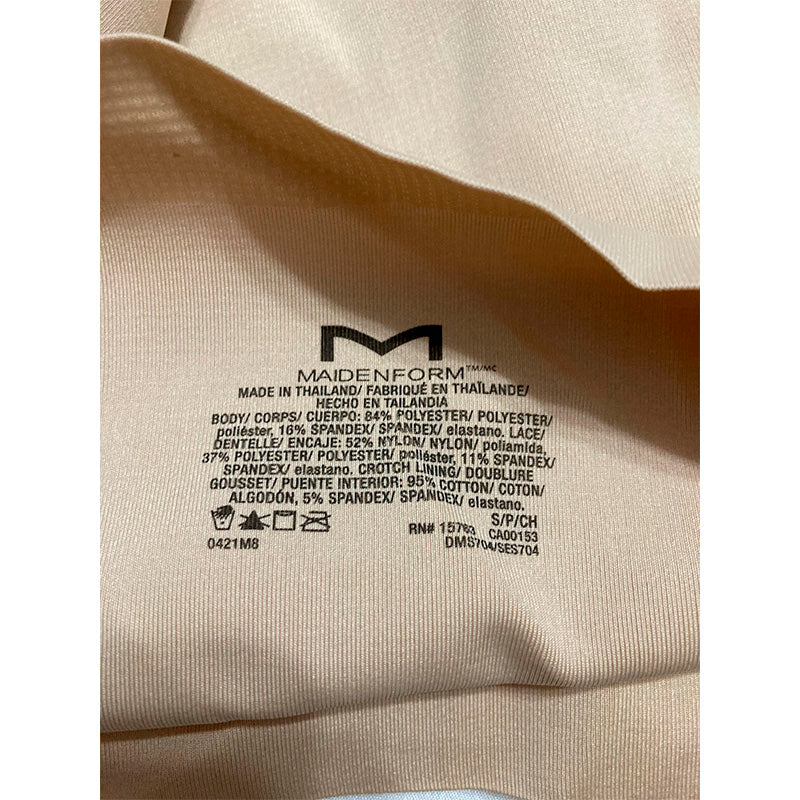 M
MAIDENFORM™/MC
MADE IN THAILAND/ FABRIQUÉ EN THAÏLANDE/
HECHO EN TAILANDIA
BODY/ CORPS/ CUERPO: 84% POLYESTER/ POLYESTER/
poliéster, 16% SPANDEX/ SPANDEX/ elastano. LACE/
DENTELLE/ ENCAJE: 52% NYLON/ NYLON/ poliamida,
37% POLYESTER/ POLYESTER/ poliéster, 11% SPANDEX/
SPANDEX/ elastano. CROTCH LINING/ DOUBLURE
GOUSSET/ PUENTE INTERIOR: 95% COTTON/ COTON/
ALGODÓN, 5% SPANDEX/ SPANDEX/ elastano.
S/P/CH
RN# 15763 CA00153
0421M8 DMS704/SES704